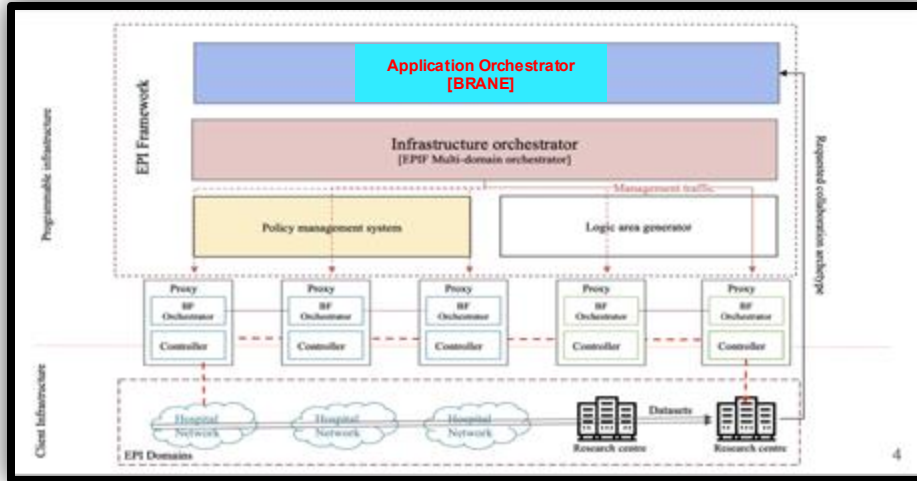 Application Orchestrator
[BRANE]
EPI Framework
Programmable infrastructure
Infrastructure orchestrator
[EPIF Multi-domain orchestrator]
Requested collaboration archetype
Management traffic
Policy management system
Logic area generator
Proxy
BF
Orchestrator
Controller
Proxy
BF
Orchestrator
Controller
Proxy
BF
Orchestrator
Controller
Proxy
BF
Orchestrator
Controller
Proxy
BF
Orchestrator
Controller
Client Infrastructure
Hospital
Network
Hospital
Network
Hospital
Network
Datasets
Research centre
Research centre
EPI Domains
4